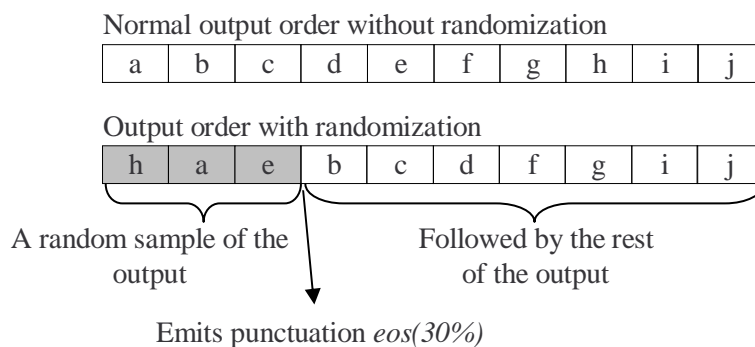 Normal output order without randomization
a b c d e f g h i j
Output order with randomization
h a e b c d f g i j
A random sample of the
output
Followed by the rest
of the output
Emits punctuation eos(30%)